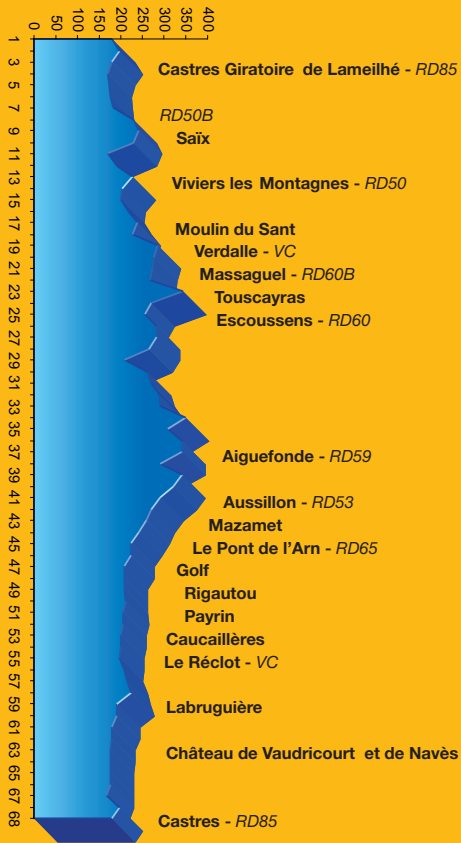 400
350
300
250
200
150
100
50
0
1
3
5
7
9
11
13
15
17
19
21
23
25
27
29
31
33
35
37
39
41
43
45
47
49
51
53
55
57
59
61
63
65
67
68
Castres Giratoire de Lameilhé - RD85
RD50B
Saïx
Viviers les Montagnes - RD50
Moulin du Sant
Verdalle - VC
Massaguel - RD60B
Touscayras
Escoussens - RD60
Aiguefonde - RD59
Aussillon - RD53
Mazamet
Le Pont de l'Arn - RD65
Golf
Rigautou
Payrin
Caucaillères
Le Réclot - VC
Labruguière
Château de Vaudricourt et de Navès
Castres - RD85